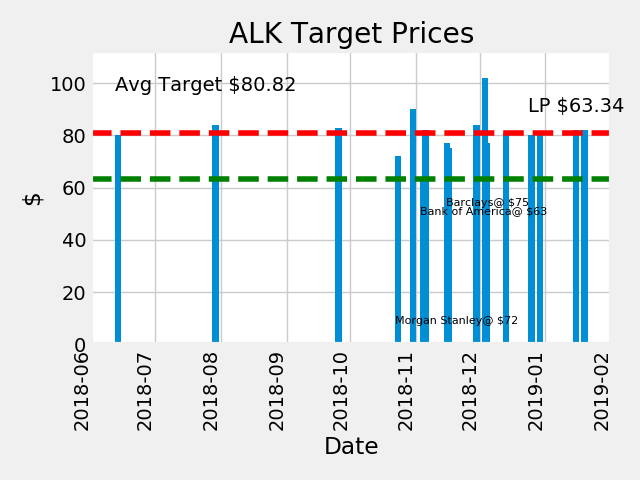 ALK Target Prices
Avg Target $80.82
LP $63.34
100
80
60
40
20
0
$
Barclays@ $75
Bank of America@ $63
Morgan Stanley@ $72
2018-06
2018-07
2018-08
2018-09
2018-10
2018-11
2018-12
2019-01
2019-02
Date